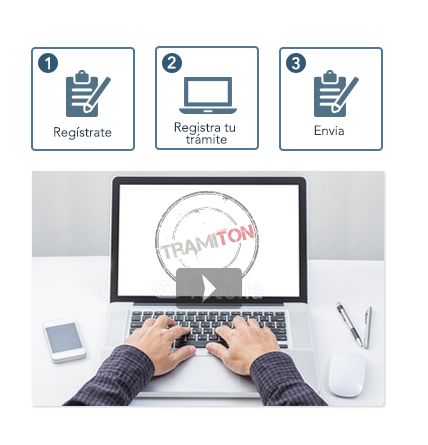 1
2
3
Regístrate
Registra tu
trámite
Envia
TRAMITON